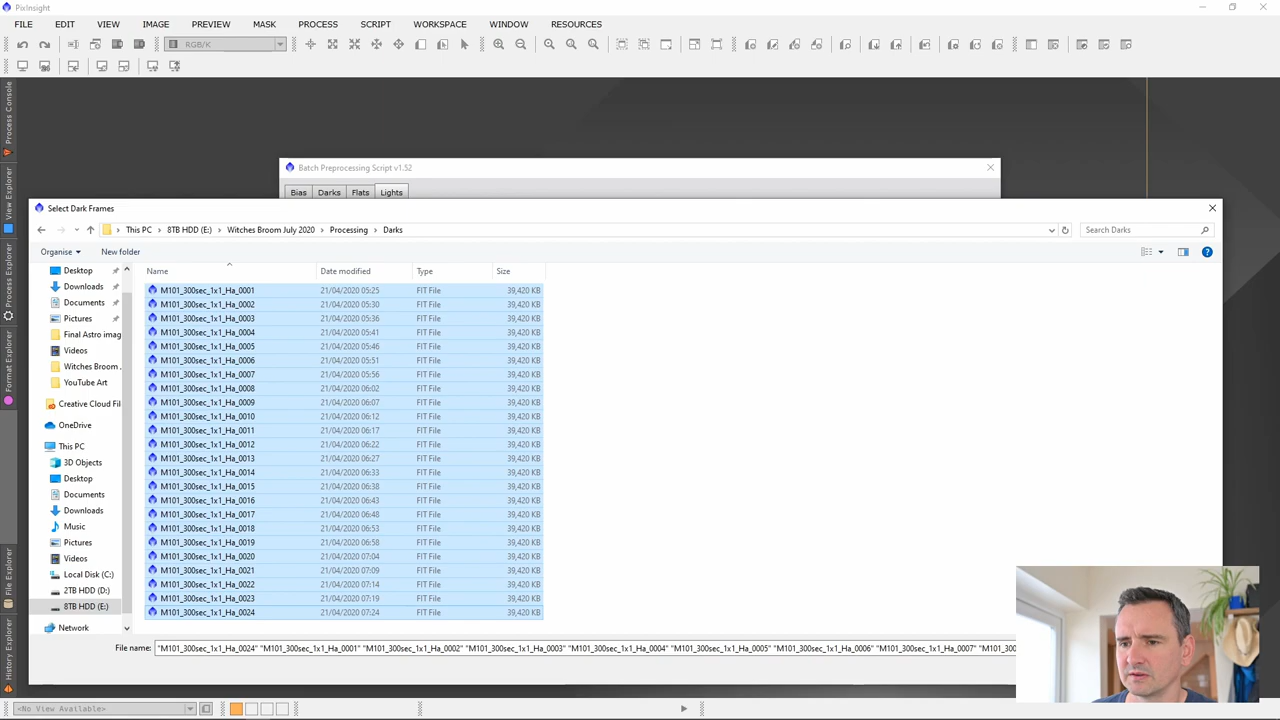 PixInsight
FILE EDIT VIEW IMAGE PREVIEW MASK PROCESS SCRIPT WORKSPACE WINDOW RESOURCES
RGB/K
Process Console
View Explorer
Process Explorer
Format Explorer
File Explorer
History Explorer
Batch Preprocessing Script v1.52
Bias Darks Flats Lights
Select Dark Frames
This PC > 8TB HDD (E:) > Witches Broom July 2020 > Processing > Darks
Search Darks
Organise New folder
Name Date modified Type Size
Desktop
Downloads
Documents
Pictures
Final Astro imag
Videos
Witches Broom .
YouTube Art
Creative Cloud Fil
OneDrive
This PC
3D Objects
Desktop
Documents
Downloads
Music
Pictures
Videos
Local Disk (C:)
2TB HDD (D:)
8TB HDD (E:)
Network
M101_300sec_1x1_Ha_0001 21/04/2020 05:25 FIT File 39,420 KB
M101_300sec_1x1_Ha_0002 21/04/2020 05:30 FIT File 39,420 KB
M101_300sec_1x1_Ha_0003 21/04/2020 05:36 FIT File 39,420 KB
M101_300sec_1x1_Ha_0004 21/04/2020 05:41 FIT File 39,420 KB
M101_300sec_1x1_Ha_0005 21/04/2020 05:46 FIT File 39,420 KB
M101_300sec_1x1_Ha_0006 21/04/2020 05:51 FIT File 39,420 KB
M101_300sec_1x1_Ha_0007 21/04/2020 05:56 FIT File 39,420 KB
M101_300sec_1x1_Ha_0008 21/04/2020 06:02 FIT File 39,420 KB
M101_300sec_1x1_Ha_0009 21/04/2020 06:07 FIT File 39,420 KB
M101_300sec_1x1_Ha_0010 21/04/2020 06:12 FIT File 39,420 KB
M101_300sec_1x1_Ha_0011 21/04/2020 06:17 FIT File 39,420 KB
M101_300sec_1x1_Ha_0012 21/04/2020 06:22 FIT File 39,420 KB
M101_300sec_1x1_Ha_0013 21/04/2020 06:27 FIT File 39,420 KB
M101_300sec_1x1_Ha_0014 21/04/2020 06:33 FIT File 39,420 KB
M101_300sec_1x1_Ha_0015 21/04/2020 06:38 FIT File 39,420 KB
M101_300sec_1x1_Ha_0016 21/04/2020 06:43 FIT File 39,420 KB
M101_300sec_1x1_Ha_0017 21/04/2020 06:48 FIT File 39,420 KB
M101_300sec_1x1_Ha_0018 21/04/2020 06:53 FIT File 39,420 KB
M101_300sec_1x1_Ha_0019 21/04/2020 06:58 FIT File 39,420 KB
M101_300sec_1x1_Ha_0020 21/04/2020 07:04 FIT File 39,420 KB
M101_300sec_1x1_Ha_0021 21/04/2020 07:09 FIT File 39,420 KB
M101_300sec_1x1_Ha_0022 21/04/2020 07:14 FIT File 39,420 KB
M101_300sec_1x1_Ha_0023 21/04/2020 07:19 FIT File 39,420 KB
M101_300sec_1x1_Ha_0024 21/04/2020 07:24 FIT File 39,420 KB
File name: "M101_300sec_1x1_Ha_0024" "M101_300sec_1x1_Ha_0001" "M101_300sec_1x1_Ha_0002" "M101_300sec_1x1_Ha_0003" "M101_300sec_1x1_Ha_0004" "M101_300sec_1x1_Ha_0005" "M101_300sec_1x1_Ha_0006" "M101_300sec_1x1_Ha_0007" "M101_300
<No View Available>